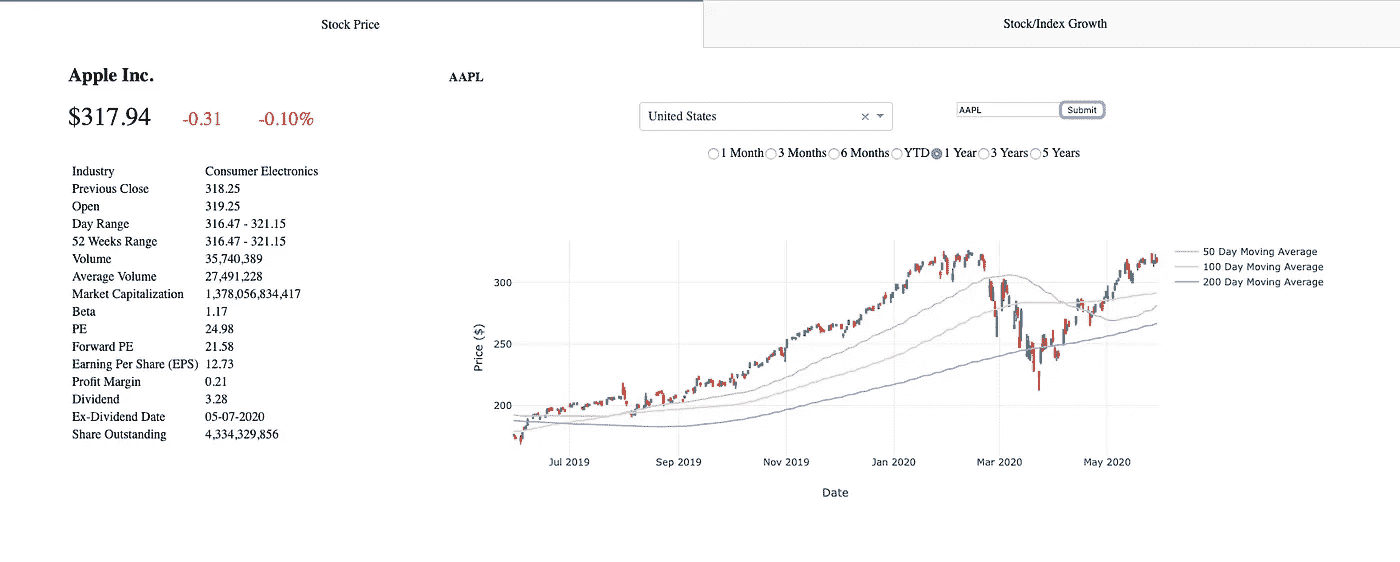 Stock Price
Stock/Index Growth
Apple Inc.
AAPL
$317.94 -0.31 -0.10%
United States
AAPL Submit
1 Month 3 Months 6 Months YTD 1 Year 3 Years 5 Years
Industry Consumer Electronics
Previous Close 318.25
Open 319.25
Day Range 316.47 - 321.15
52 Weeks Range 316.47 - 321.15
Volume 35,740,389
Average Volume 27,491,228
Market Capitalization 1,378,056,834,417
Beta 1.17
PE 24.98
Forward PE 21.58
Earning Per Share (EPS) 12.73
Profit Margin 0.21
Dividend 3.28
Ex-Dividend Date 05-07-2020
Share Outstanding 4,334,329,856
50 Day Moving Average
100 Day Moving Average
200 Day Moving Average
Price ($)
300
250
200
Jul 2019 Sep 2019 Nov 2019 Jan 2020 Mar 2020 May 2020
Date